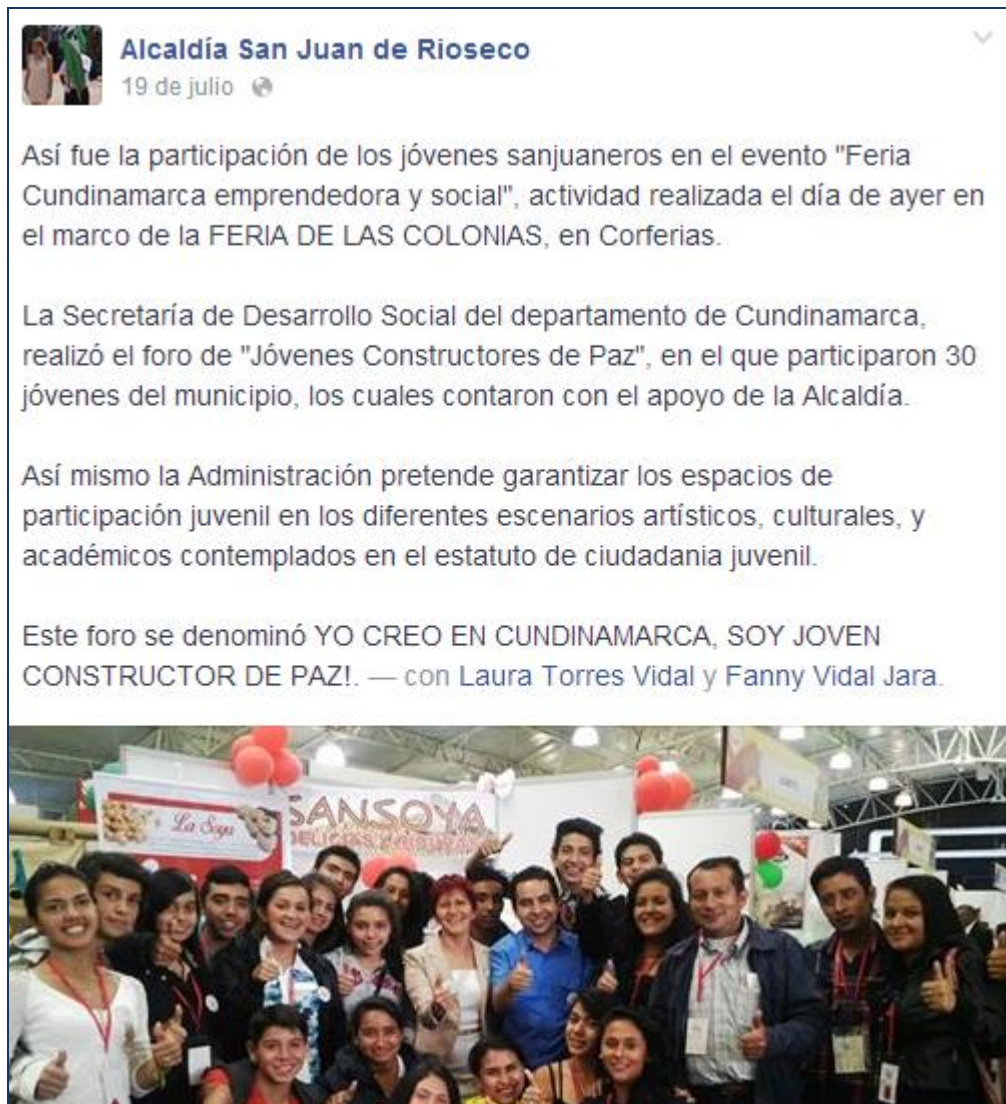 Alcaldía San Juan de Rioseco
19 de julio
Así fue la participación de los jóvenes sanjuaneros en el evento "Feria
Cundinamarca emprendedora y social", actividad realizada el día de ayer en
el marco de la FERIA DE LAS COLONIAS, en Corferias.
La Secretaría de Desarrollo Social del departamento de Cundinamarca,
realizó el foro de "Jóvenes Constructores de Paz", en el que participaron 30
jóvenes del municipio, los cuales contaron con el apoyo de la Alcaldía.
Así mismo la Administración pretende garantizar los espacios de
participación juvenil en los diferentes escenarios artísticos, culturales, y
académicos contemplados en el estatuto de ciudadania juvenil.
Este foro se denominó YO CREO EN CUNDINAMARCA, SOY JOVEN
CONSTRUCTOR DE PAZ!. — con Laura Torres Vidal y Fanny Vidal Jara.
La Soya
SANSOYA